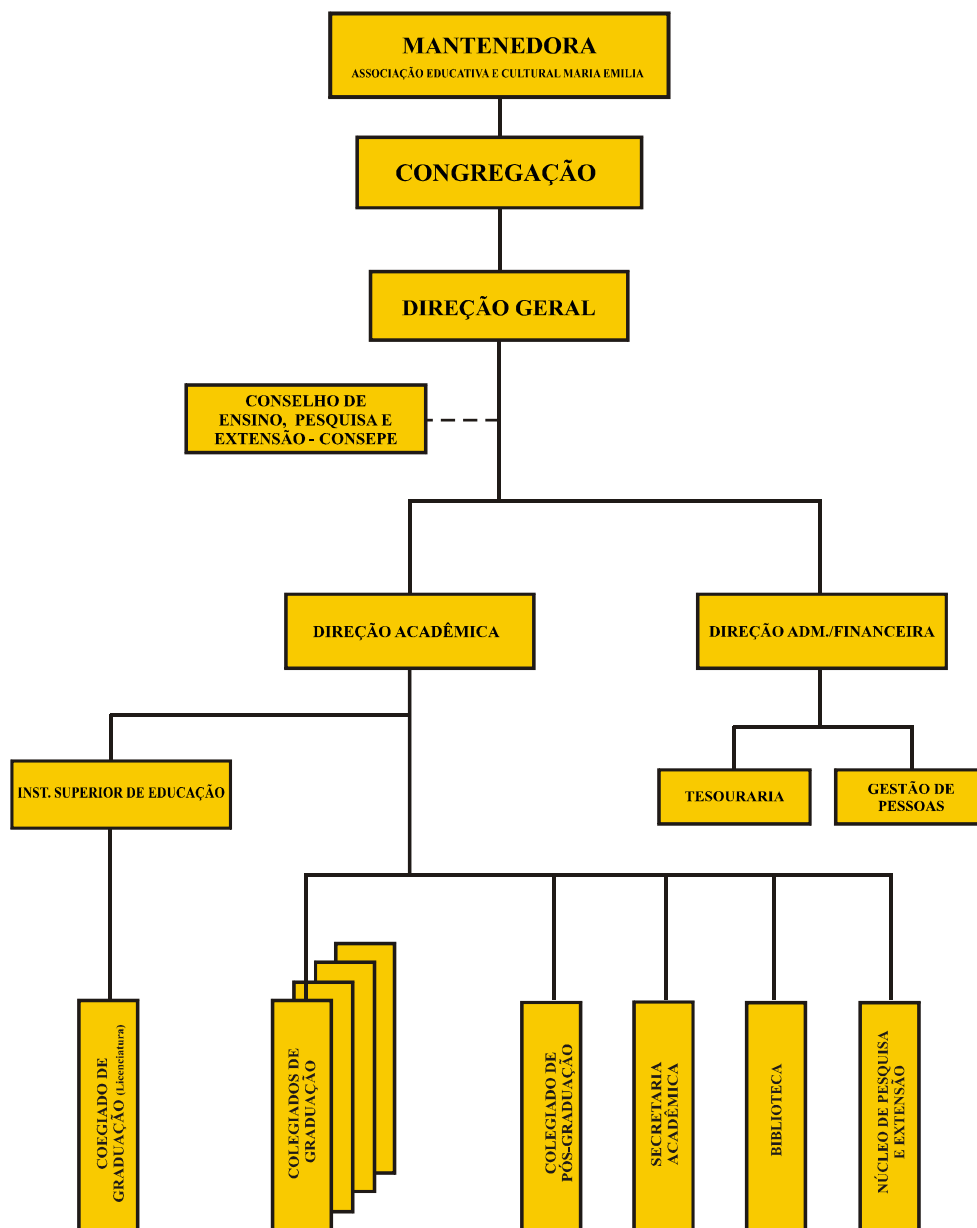 MANTENEDORA
ASSOCIAÇÃO EDUCATIVA E CULTURAL MARIA EMILIA
CONGREGAÇÃO
DIREÇÃO GERAL
CONSELHO DE
ENSINO, PESQUISA E
EXTENSÃO - CONSEPE
DIREÇÃO ACADÊMICA
DIREÇÃO ADM./FINANCEIRA
INST. SUPERIOR DE EDUCAÇÃO
TESOURARIA
GESTÃO DE
PESSOAS
COEGIADO DE
GRADUAÇÃO (Licenciatura)
COLEGIADOS DE
GRADUAÇÃO
COLEGIADO DE
PÓS-GRADUAÇÃO
SECRETARIA
ACADÊMICA
BIBLIOTECA
NÚCLEO DE PESQUISA
E EXTENSÃO